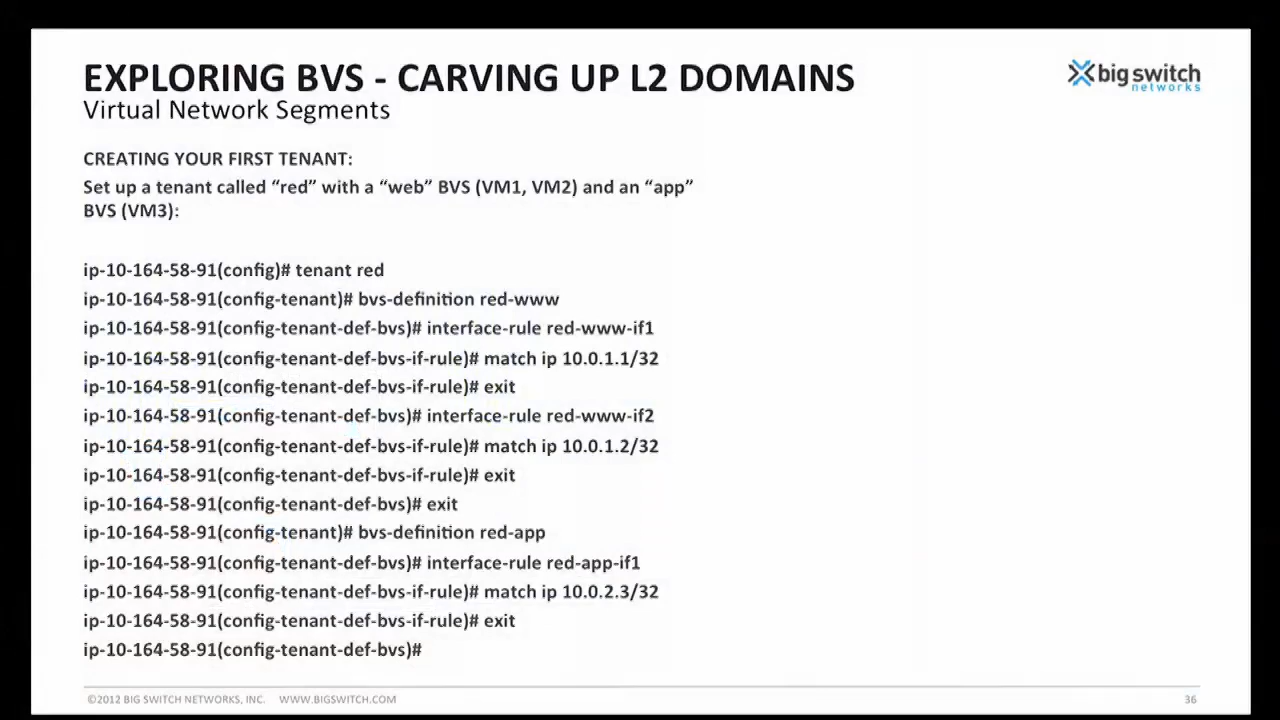 EXPLORING BVS - CARVING UP L2 DOMAINS
Virtual Network Segments
big switch
networks
CREATING YOUR FIRST TENANT:
Set up a tenant called “red” with a “web” BVS (VM1, VM2) and an “app”
BVS (VM3):
ip-10-164-58-91(config)# tenant red
ip-10-164-58-91(config-tenant)# bvs-definition red-www
ip-10-164-58-91(config-tenant-def-bvs)# interface-rule red-www-if1
ip-10-164-58-91(config-tenant-def-bvs-if-rule)# match ip 10.0.1.1/32
ip-10-164-58-91(config-tenant-def-bvs-if-rule)# exit
ip-10-164-58-91(config-tenant-def-bvs)# interface-rule red-www-if2
ip-10-164-58-91(config-tenant-def-bvs-if-rule)# match ip 10.0.1.2/32
ip-10-164-58-91(config-tenant-def-bvs-if-rule)# exit
ip-10-164-58-91(config-tenant-def-bvs)# exit
ip-10-164-58-91(config-tenant)# bvs-definition red-app
ip-10-164-58-91(config-tenant-def-bvs)# interface-rule red-app-if1
ip-10-164-58-91(config-tenant-def-bvs-if-rule)# match ip 10.0.2.3/32
ip-10-164-58-91(config-tenant-def-bvs-if-rule)# exit
ip-10-164-58-91(config-tenant-def-bvs)#
©2012 BIG SWITCH NETWORKS, INC. WWW.BIGSWITCH.COM
36